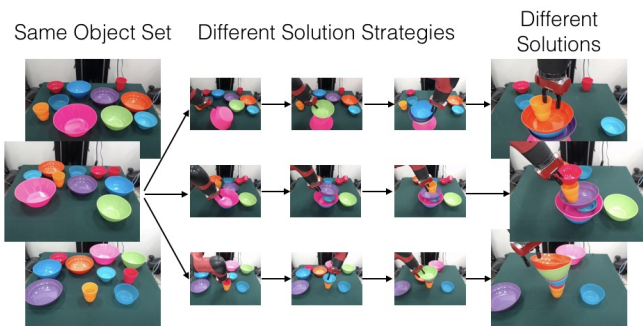 Same Object Set
Different Solution Strategies
Different
Solutions